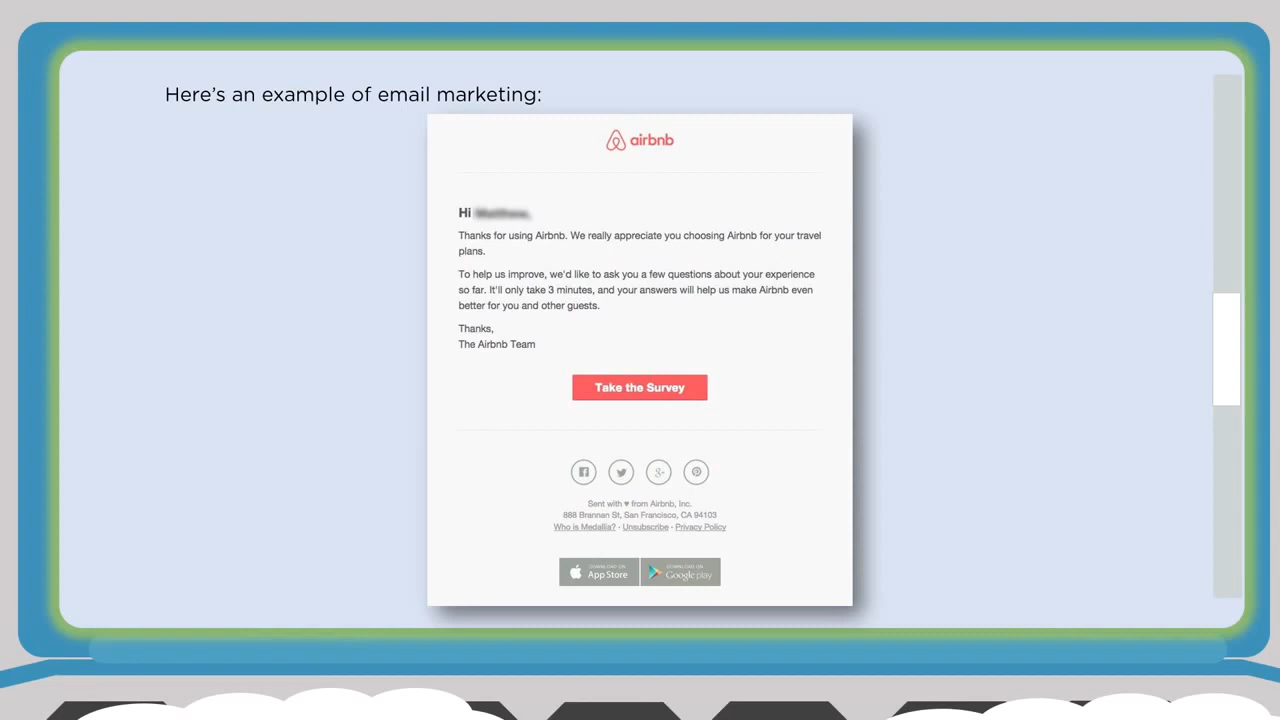 Here's an example of email marketing:
airbnb
Hi
Thanks for using Airbnb. We really appreciate you choosing Airbnb for your travel
plans.
To help us improve, we'd like to ask you a few questions about your experience
so far. It'll only take 3 minutes, and your answers will help us make Airbnb even
better for you and other guests.
Thanks,
The Airbnb Team
Take the Survey
Sent with ♥ from Airbnb, Inc.
888 Brannan St, San Francisco, CA 94103
Who is Medallia? · Unsubscribe · Privacy Policy
DOWNLOAD ON
App Store
DOWNLOAD ON
Google play